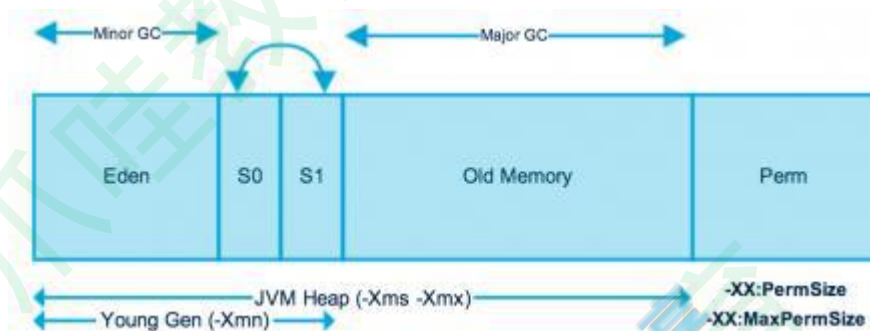 Minor GC
Major GC
Eden
S0
S1
Old Memory
Perm
JVM Heap (-Xms -Xmx)
-XX:PermSize
Young Gen (-Xmn)
-XX:MaxPermSize